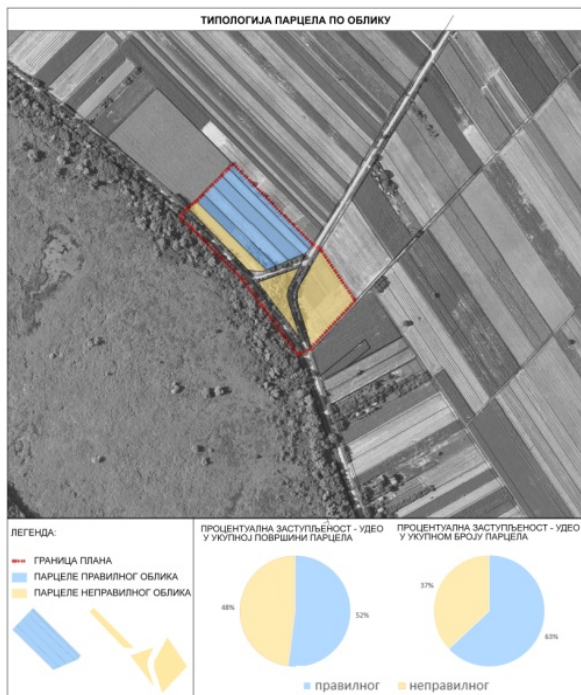 ТИПОЛОГИЈА ПАРЦЕЛА ПО ОБЛИКУ
ЛЕГЕНДА:
ГРАНИЦА ПЛАНА
ПАРЦЕЛЕ ПРАВИЛНОГ ОБЛИКА
ПАРЦЕЛЕ НЕПРАВИЛНОГ ОБЛИКА
ПРОЦЕНТУАЛНА ЗАСТУПЉЕНОСТ - УДЕО
У УКУПНОЈ ПОВРШИНИ ПАРЦЕЛА
48%
52%
ПРОЦЕНТУАЛНА ЗАСТУПЉЕНОСТ - УДЕО
У УКУПНОМ БРОЈУ ПАРЦЕЛА
37%
63%
правилног неправилног